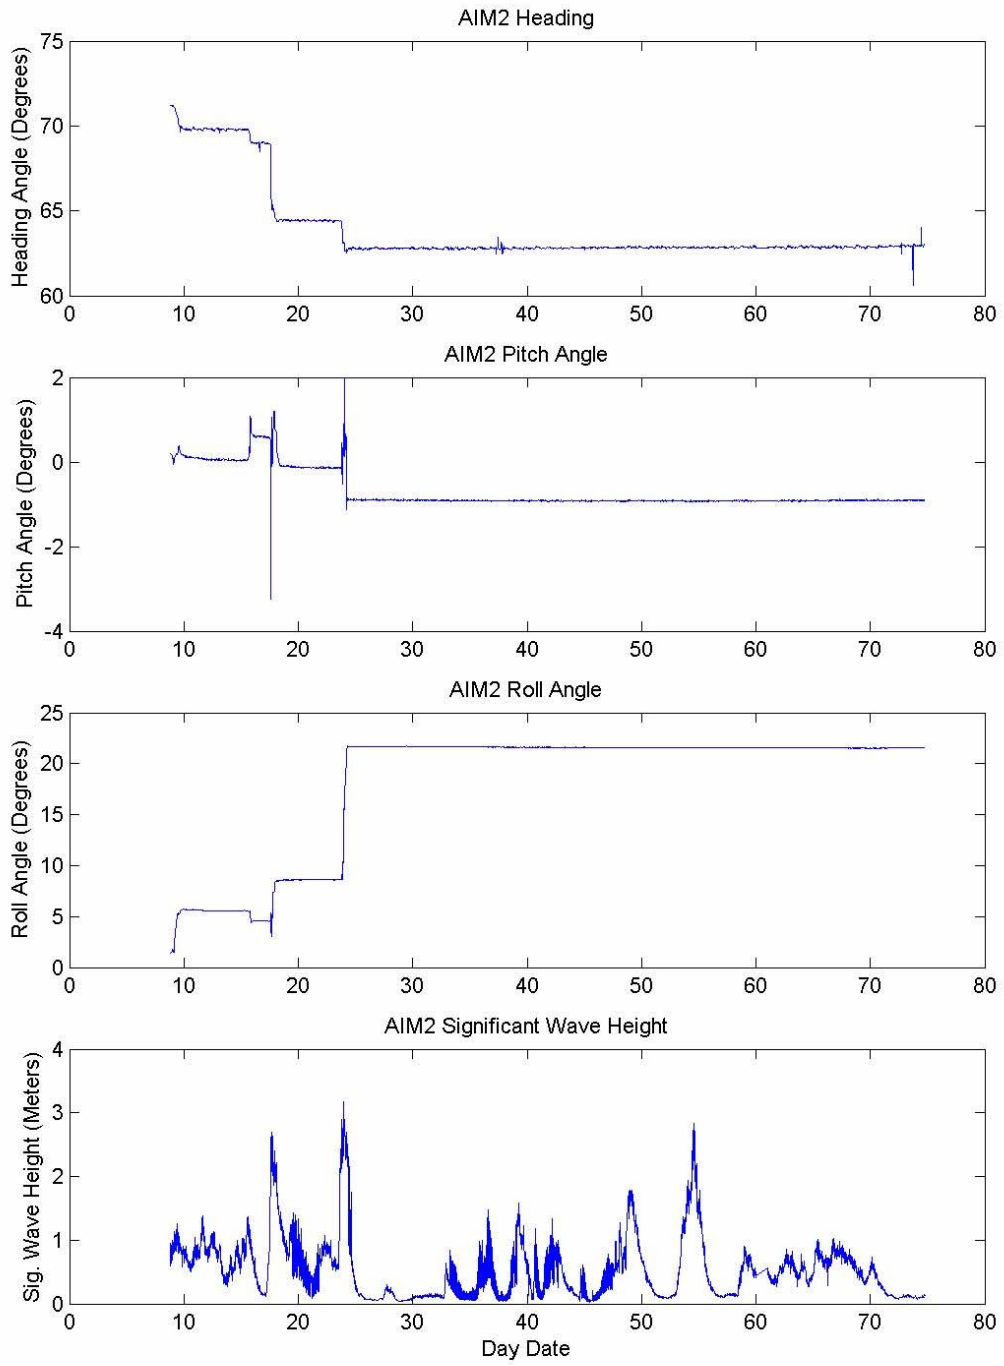 AIM2 Heading
Heading Angle (Degrees)
75
70
65
60
0 10 20 30 40 50 60 70 80
AIM2 Pitch Angle
Pitch Angle (Degrees)
2
0
-2
-4
0 10 20 30 40 50 60 70 80
AIM2 Roll Angle
Roll Angle (Degrees)
25
20
15
10
5
0
0 10 20 30 40 50 60 70 80
AIM2 Significant Wave Height
Sig. Wave Height (Meters)
4
3
2
1
0
0 10 20 30 40 50 60 70 80
Day Date